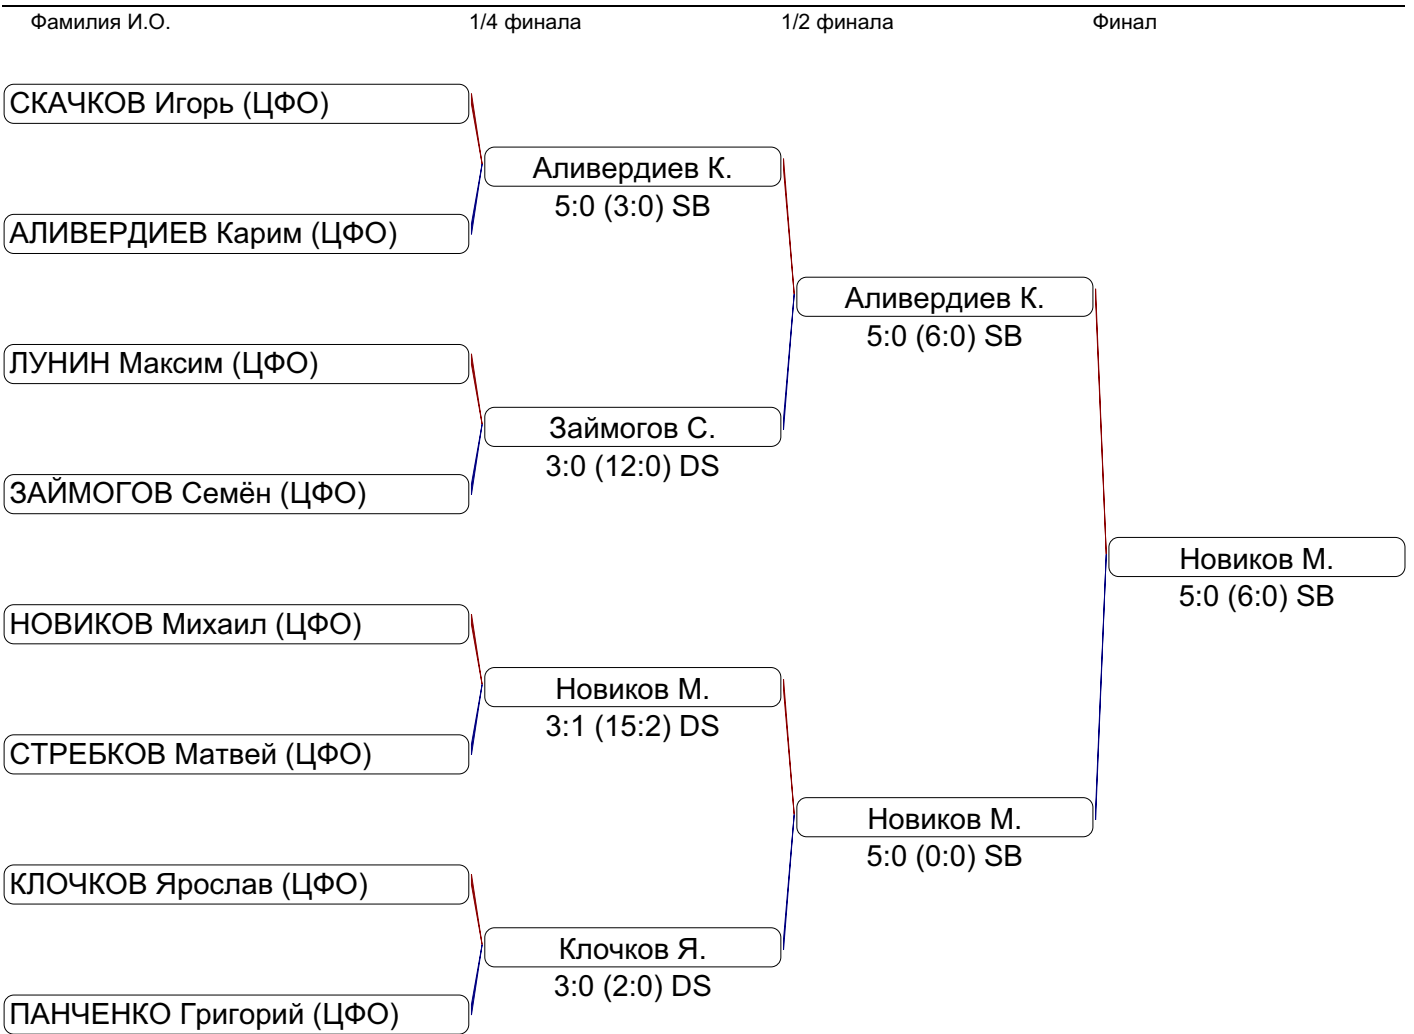 Фамилия И.О. 1/4 финала 1/2 финала Финал
СКАЧКОВ Игорь (ЦФО)
Аливердиев К.
5:0 (3:0) SB
АЛИВЕРДИЕВ Карим (ЦФО)
Аливердиев К.
5:0 (6:0) SB
ЛУНИН Максим (ЦФО)
Займогов С.
3:0 (12:0) DS
ЗАЙМОГОВ Семён (ЦФО)
Новиков М.
5:0 (6:0) SB
НОВИКОВ Михаил (ЦФО)
Новиков М.
3:1 (15:2) DS
СТРЕБКОВ Матвей (ЦФО)
Новиков М.
5:0 (0:0) SB
КЛОЧКОВ Ярослав (ЦФО)
Клочков Я.
3:0 (2:0) DS
ПАНЧЕНКО Григорий (ЦФО)